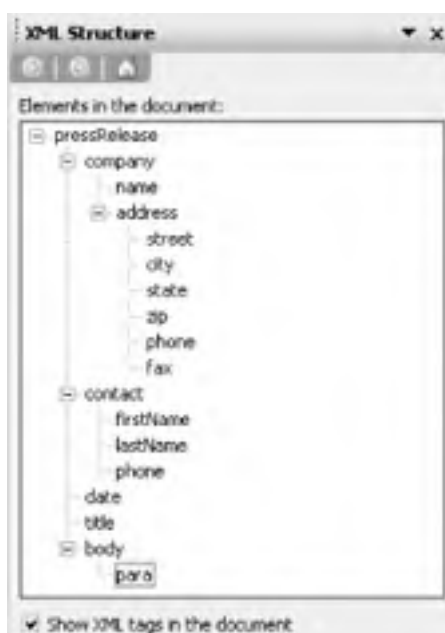 XML Structure
Elements in the document:
pressRelease
company
name
address
street
city
state
zip
phone
fax
contact
firstName
lastName
phone
date
title
body
para
Show XML tags in the document